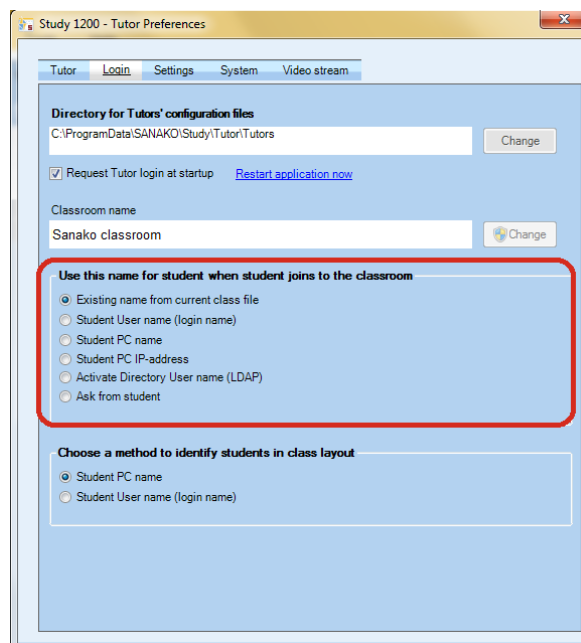 Study 1200 - Tutor Preferences
Tutor Login Settings System Video stream
Directory for Tutors' configuration files
C:\ProgramData\SANAKO\Study\Tutor\Tutors
Change
Request Tutor login at startup Restart application now
Classroom name
Sanako classroom
Change
Use this name for student when student joins to the classroom
Existing name from current class file
Student User name (login name)
Student PC name
Student PC IP-address
Activate Directory User name (LDAP)
Ask from student
Choose a method to identify students in class layout
Student PC name
Student User name (login name)